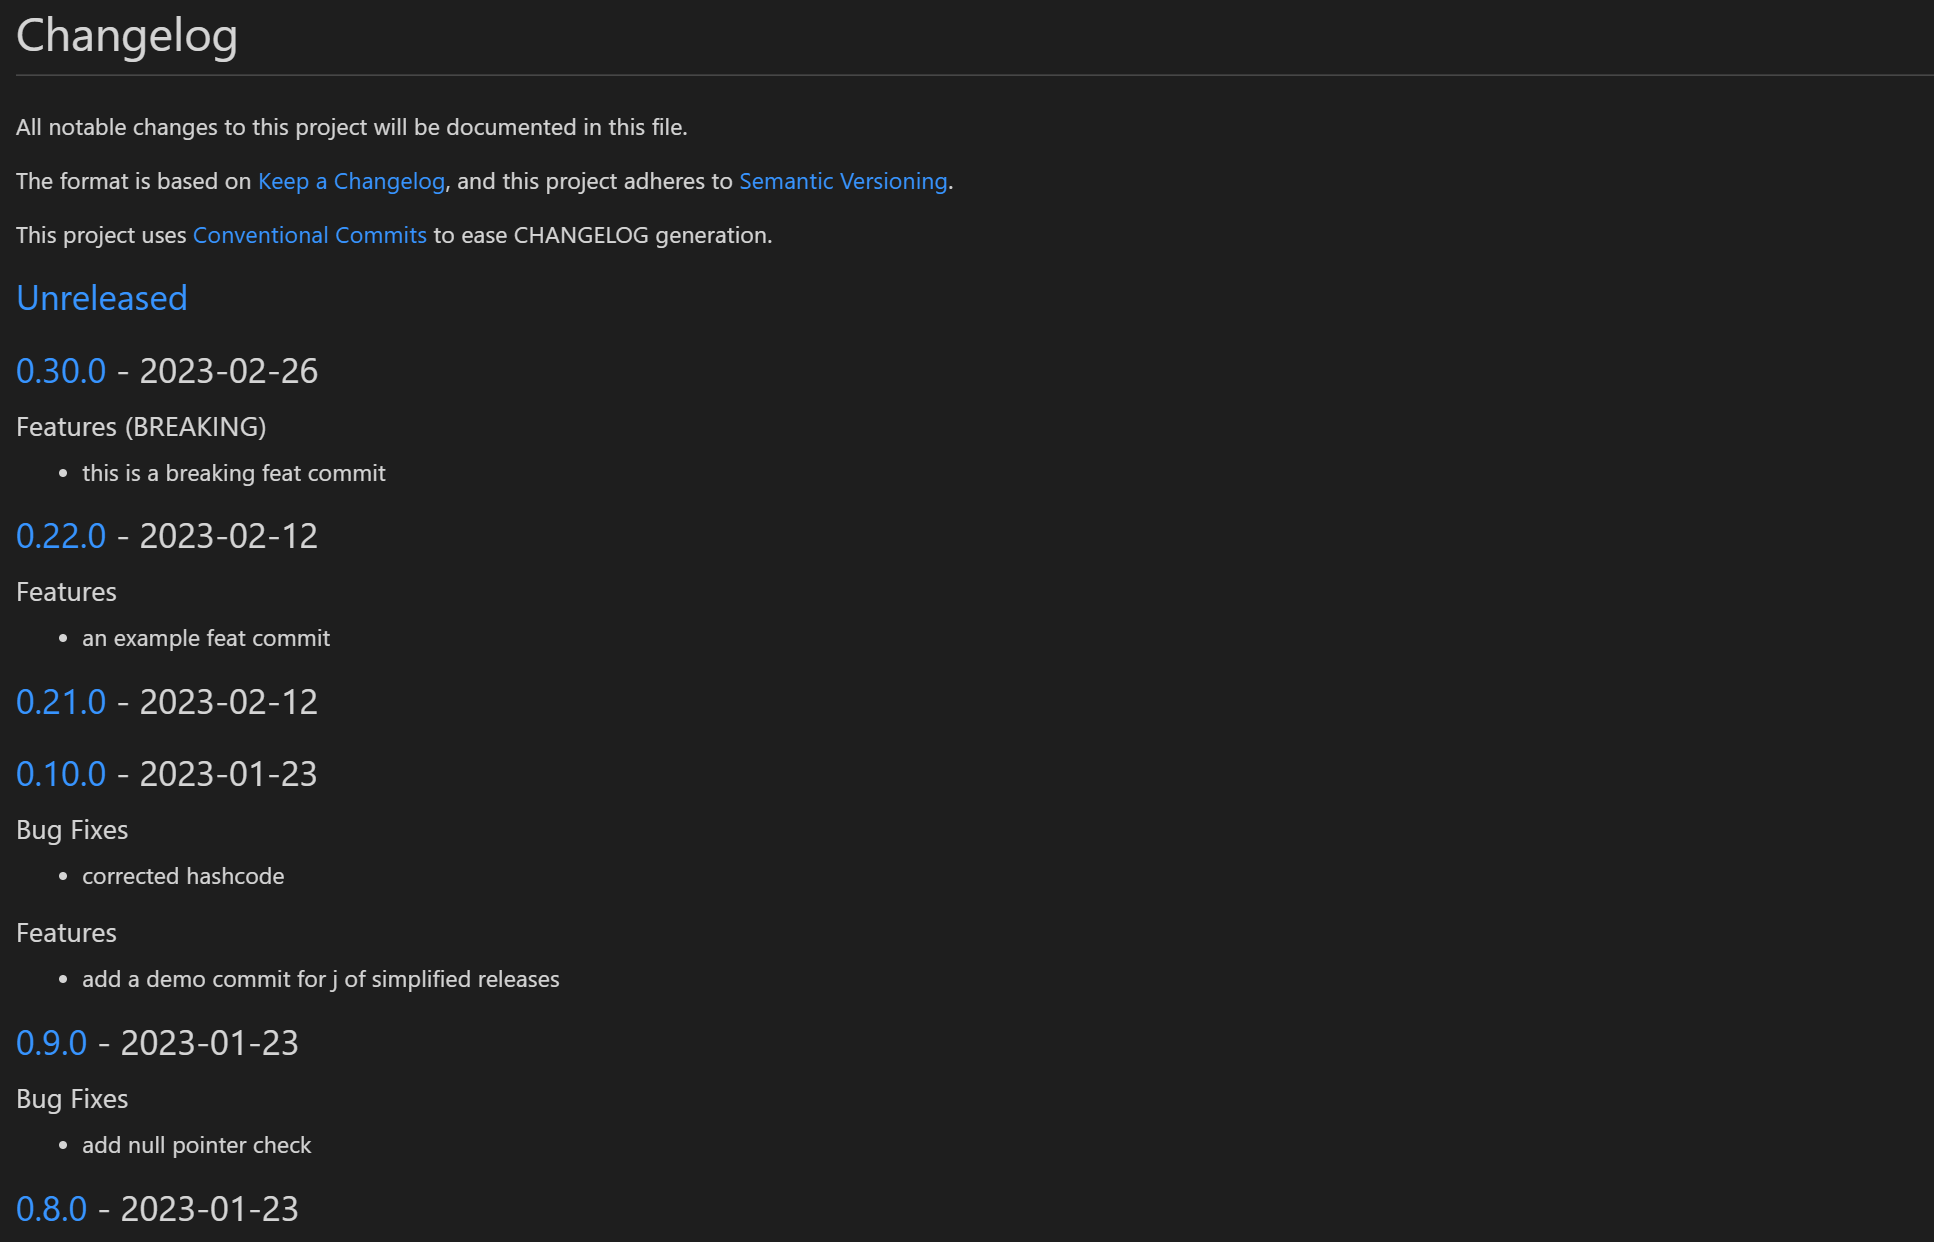 Changelog
All notable changes to this project will be documented in this file.
The format is based on Keep a Changelog, and this project adheres to Semantic Versioning.
This project uses Conventional Commits to ease CHANGELOG generation.
Unreleased
0.30.0 - 2023-02-26
Features (BREAKING)
• this is a breaking feat commit
0.22.0 - 2023-02-12
Features
• an example feat commit
0.21.0 - 2023-02-12
0.10.0 - 2023-01-23
Bug Fixes
• corrected hashcode
Features
• add a demo commit for j of simplified releases
0.9.0 - 2023-01-23
Bug Fixes
• add null pointer check
0.8.0 - 2023-01-23